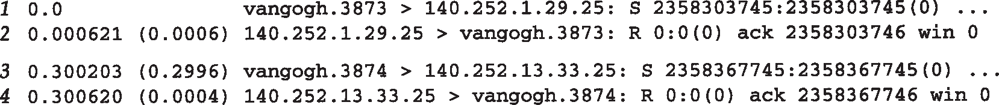 1 0.0 vangogh.3873 > 140.252.1.29.25: S 2358303745:2358303745(0) ...
2 0.000621 (0.0006) 140.252.1.29.25 > vangogh.3873: R 0:0(0) ack 2358303746 win 0
3 0.300203 (0.2996) vangogh.3874 > 140.252.13.33.25: S 2358367745:2358367745(0) ...
4 0.300620 (0.0004) 140.252.13.33.25 > vangogh.3874: R 0:0(0) ack 2358367746 win 0